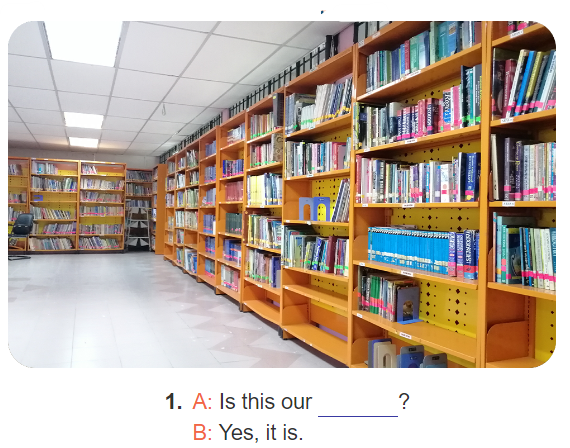 1. A: Is this our ________?
B: Yes, it is.